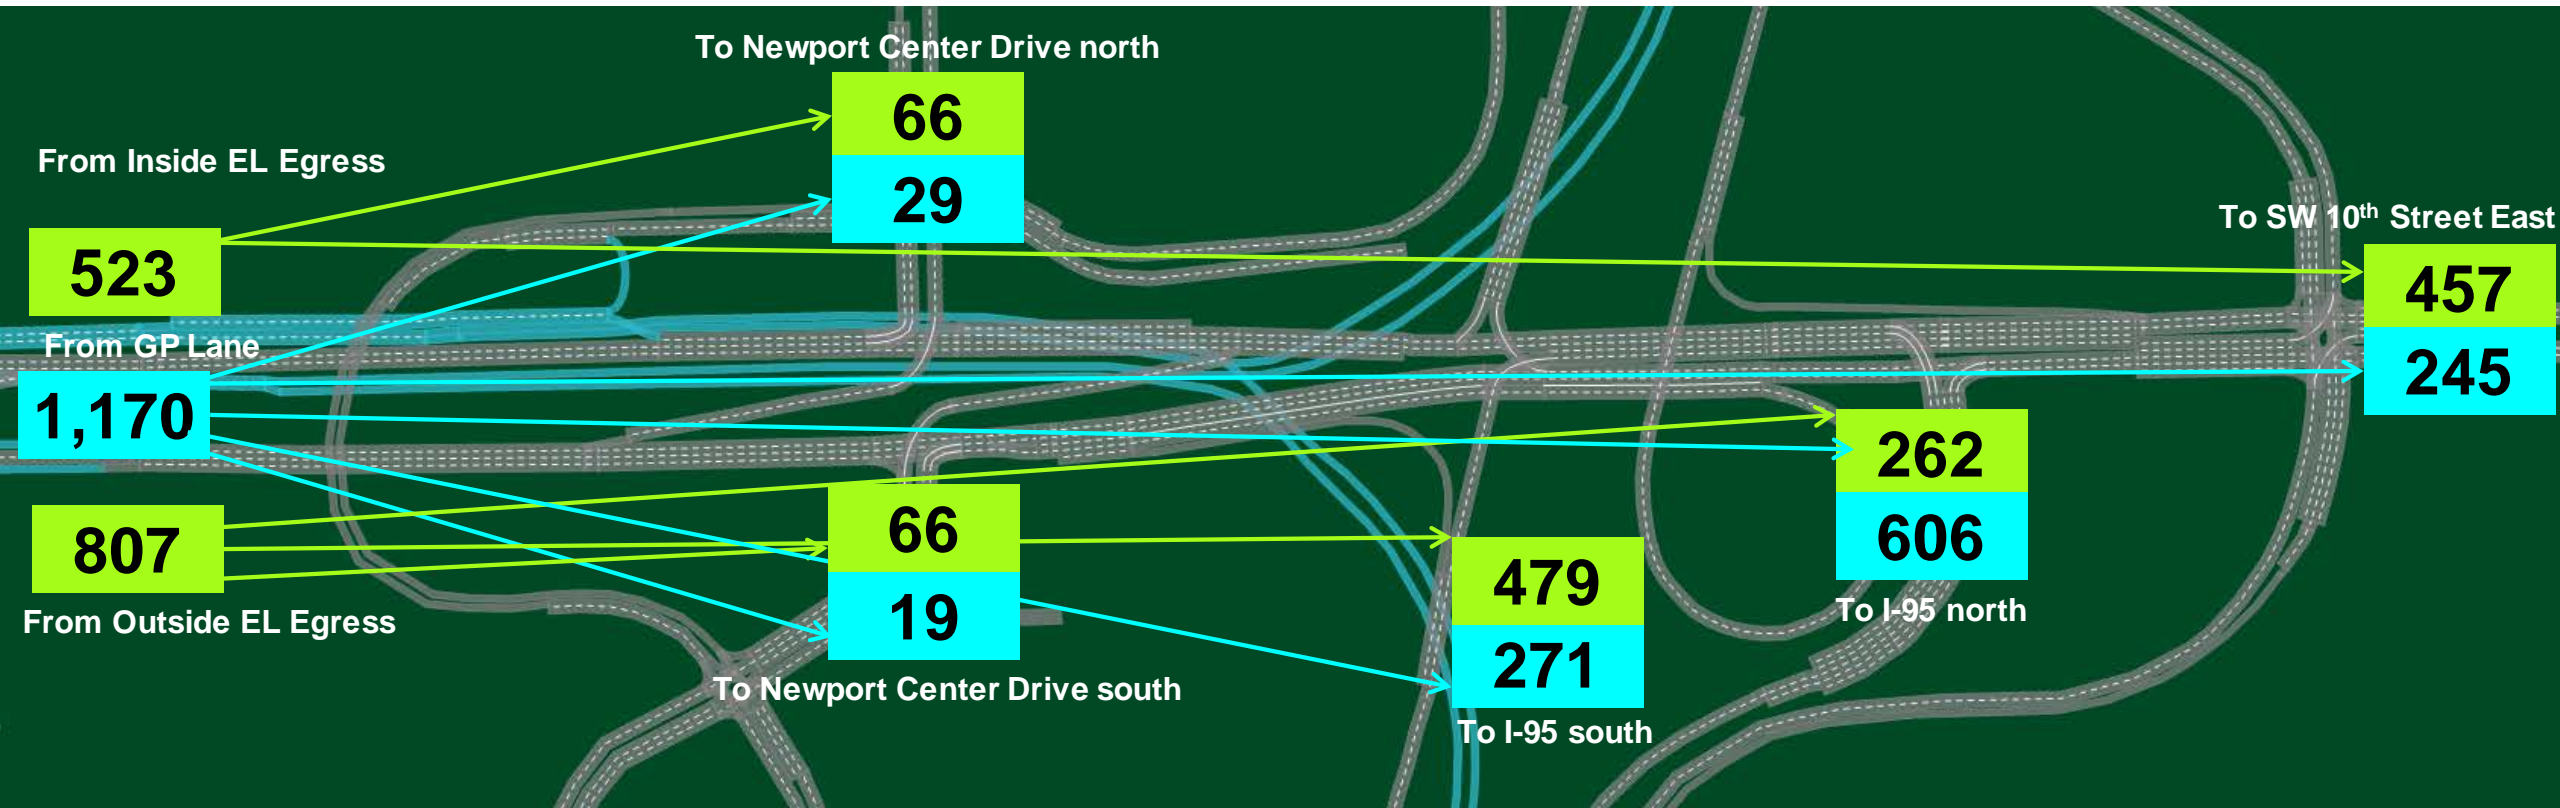 To Newport Center Drive north
66
29
From Inside EL Egress
523
To SW 10th Street East
457
245
From GP Lane
1,170
262
606
To I-95 north
807
From Outside EL Egress
66
19
To Newport Center Drive south
479
271
To I-95 south